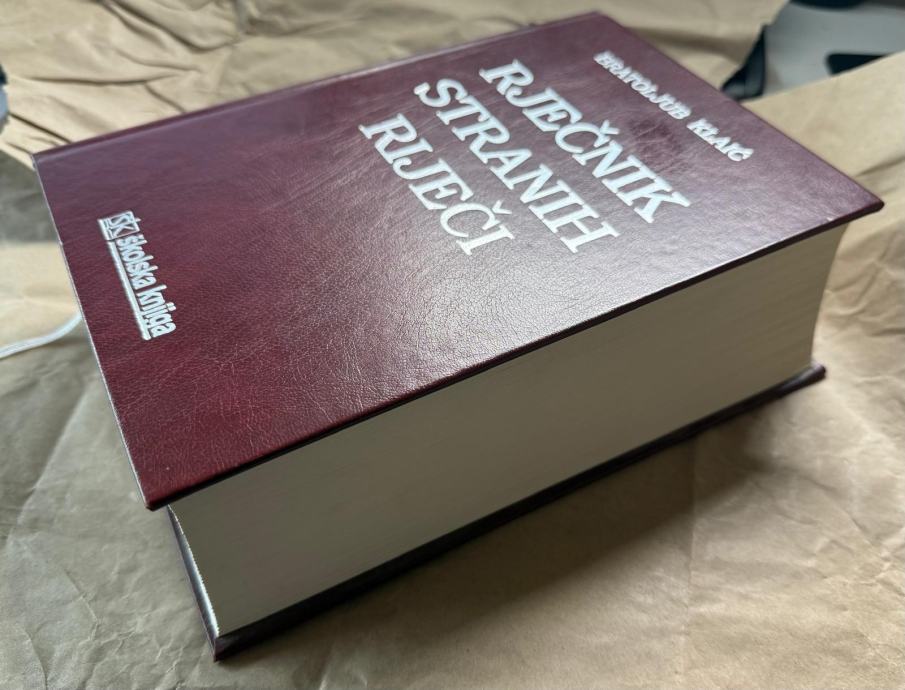 BRATOLJUB KLAIĆ
RJEČNIK
STRANIH
RIJEČI
ŠK školska knjiga